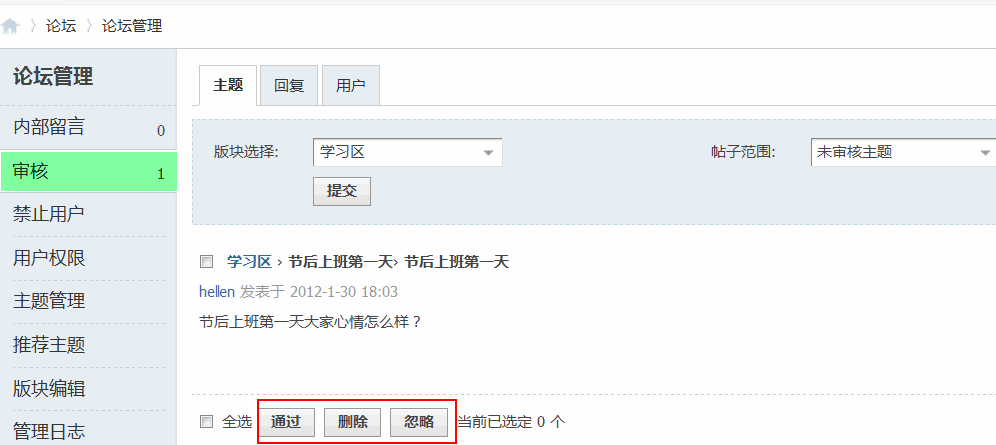 〉 论坛 〉 论坛管理
论坛管理
内部留言 0
审核 1
禁止用户
用户权限
主题管理
推荐主题
版块编辑
管理日志
主题 回复 用户
版块选择: 学习区 帖子范围: 未审核主题
提交
学习区 › 节后上班第一天› 节后上班第一天
hellen 发表于 2012-1-30 18:03
节后上班第一天大家心情怎么样？
全选 通过 删除 忽略 当前已选定 0 个